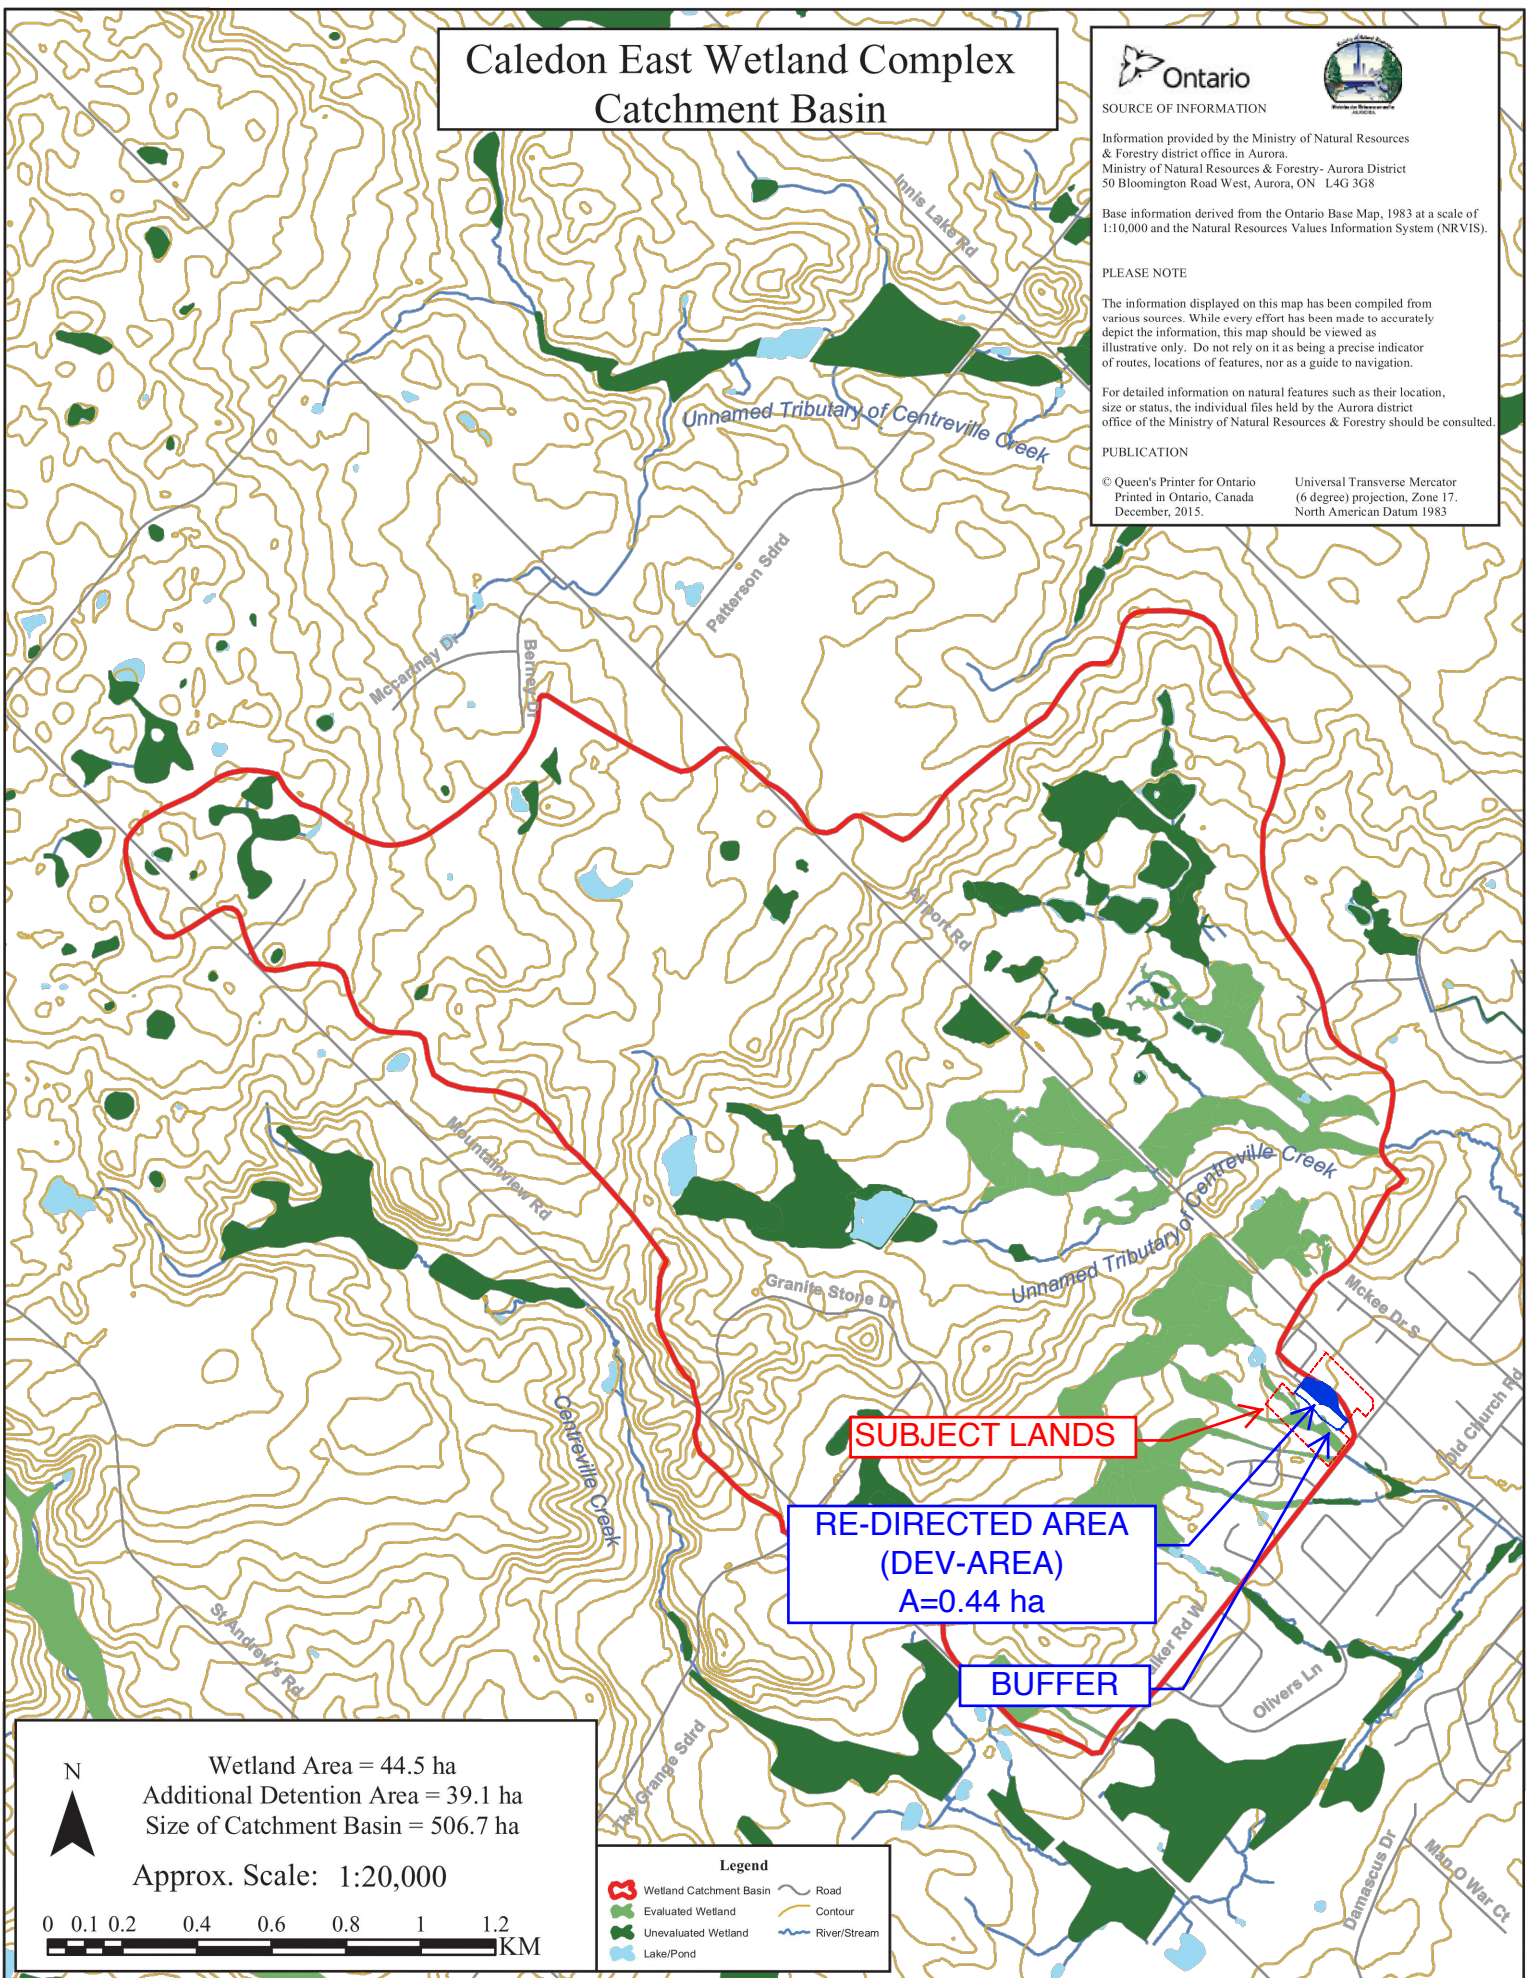 Caledon East Wetland Complex
Catchment Basin
Ontario
SOURCE OF INFORMATION
Information provided by the Ministry of Natural Resources
& Forestry district office in Aurora.
Ministry of Natural Resources & Forestry- Aurora District
50 Bloomington Road West, Aurora, ON L4G 3G8
Base information derived from the Ontario Base Map, 1983 at a scale of
1:10,000 and the Natural Resources Values Information System (NRVIS).
PLEASE NOTE
The information displayed on this map has been compiled from
various sources. While every effort has been made to accurately
depict the information, this map should be viewed as
illustrative only. Do not rely on it as being a precise indicator
of routes, locations of features, nor as a guide to navigation.
For detailed information on natural features such as their location,
size or status, the individual files held by the Aurora district
office of the Ministry of Natural Resources & Forestry should be consulted.
PUBLICATION
© Queen's Printer for Ontario
Printed in Ontario, Canada
December, 2015.
Universal Transverse Mercator
(6 degree) projection, Zone 17.
North American Datum 1983
Innis Lake Rd
Unnamed Tributary of Centreville Creek
Patterson Sdrd
Mccartney Dr
Berney Dr
Airport Rd
Mountainview Rd
Unnamed Tributary of Centreville Creek
Granite Stone Dr
Mckee Dr S
Old Church Rd
Centreville Creek
SUBJECT LANDS
RE-DIRECTED AREA
(DEV-AREA)
A=0.44 ha
BUFFER
alker Rd W
Olivers Ln
St Andrew's Rd
The Grange Sdrd
Damascus Dr
Man O War Ct
N
Wetland Area = 44.5 ha
Additional Detention Area = 39.1 ha
Size of Catchment Basin = 506.7 ha
Approx. Scale: 1:20,000
0 0.1 0.2 0.4 0.6 0.8 1 1.2
KM
Legend
Wetland Catchment Basin
Evaluated Wetland
Unevaluated Wetland
Lake/Pond
Road
Contour
River/Stream